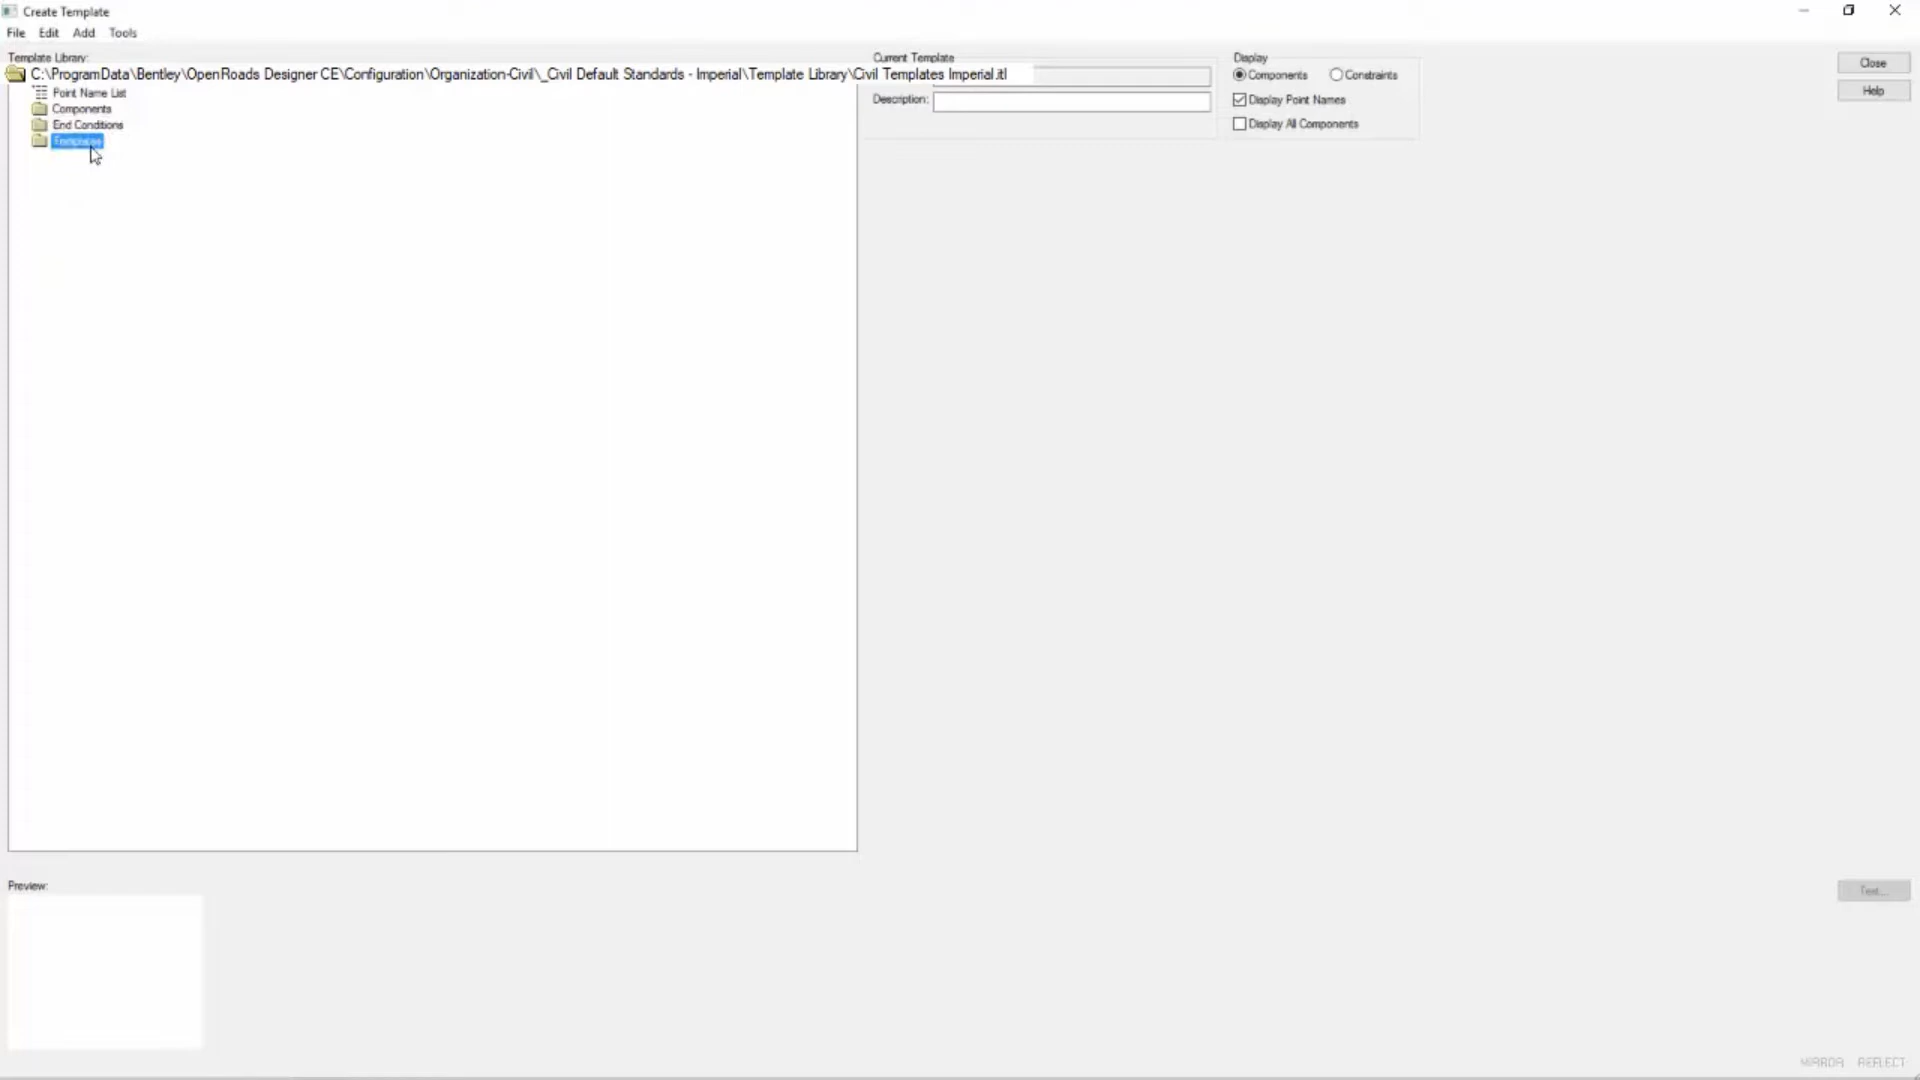 Create Template
File Edit Add Tools
Template Library:
C:\ProgramData\Bentley\OpenRoads Designer CE\Configuration\Organization-Civil\_Civil Default Standards - Imperial\Template Library\Civil Templates Imperial.itl
Point Name List
Components
End Conditions
Templates
Current Template
Description:
Display
Components Constraints
Display Point Names
Display All Components
Close
Help
Preview:
Test...
MIRROR REFLECT